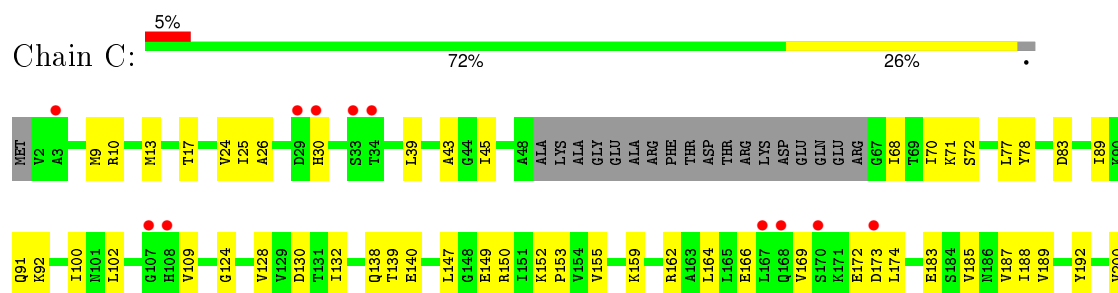 5%
Chain C:
72% 26% •
MET V2 A3 M9 R10 M13 T17 V24 I25 A26 D29 H30 S33 T34 L39 A43 G44 I45 A48 ALA LYS ALA GLY GLU ALA ARG PHE THR ASP THR ARG LYS ASP GLU GLN GLU ARG G67 I68 T69 I70 K71 S72 L77 Y78 D83 I89 K90
Q91 K92 I100 N101 L102 G107 H108 V109 G124 V128 V129 D130 T131 I132 Q138 T139 E140 L147 G148 E149 R150 I151 K152 P153 V154 V155 K159 R162 A163 L164 L165 E166 L167 Q168 V169 S170 K171 E172 D173 L174 E183 S184 V185 N186 V187 I188 V189 Y192